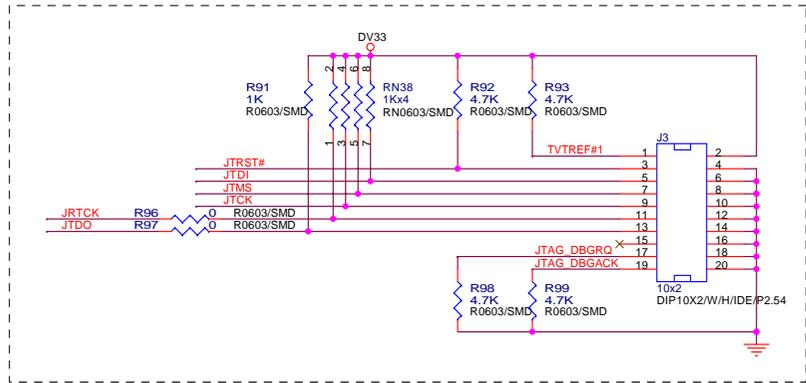 DV33
2 4 6 8
R91
1K
R0603/SMD
RN38
1Kx4
RN0603/SMD
R92
4.7K
R0603/SMD
R93
4.7K
R0603/SMD
1 3 5 7
J3
TVTREF#1 1 2
JTRST# 3 4
JTDI 5 6
JTMS 7 8
JTCK 9 10
JRTCK R96 0 R0603/SMD 11 12
JTDO R97 0 R0603/SMD 13 14
15 16
JTAG_DBGRQ 17 18
JTAG_DBGACK 19 20
R98
4.7K
R0603/SMD
R99
4.7K
R0603/SMD
10x2
DIP10X2/W/H/IDE/P2.54